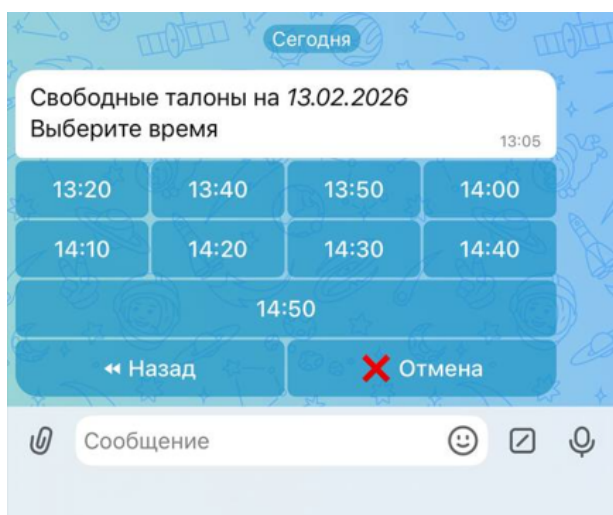 Сегодня
Свободные талоны на 13.02.2026
Выберите время
13:05
13:20 13:40 13:50 14:00
14:10 14:20 14:30 14:40
14:50
Назад Отмена
Сообщение